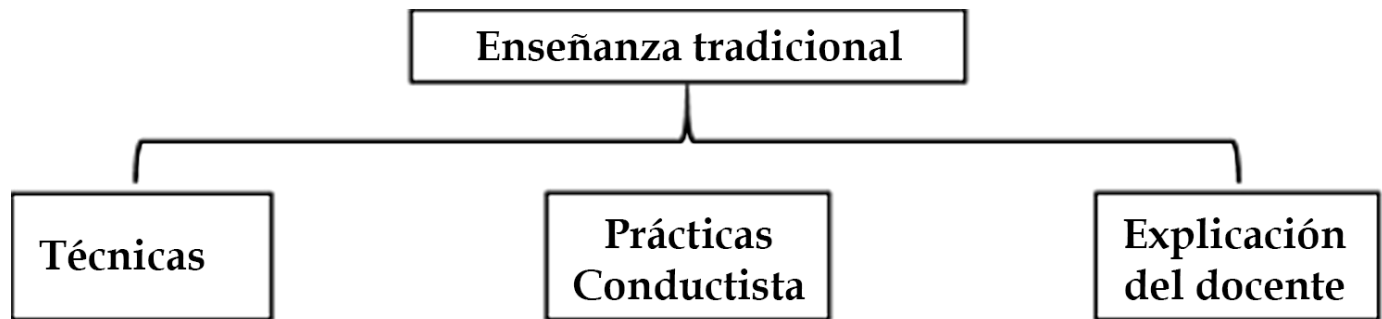 Enseñanza tradicional
Técnicas
Prácticas
Conductista
Explicación
del docente